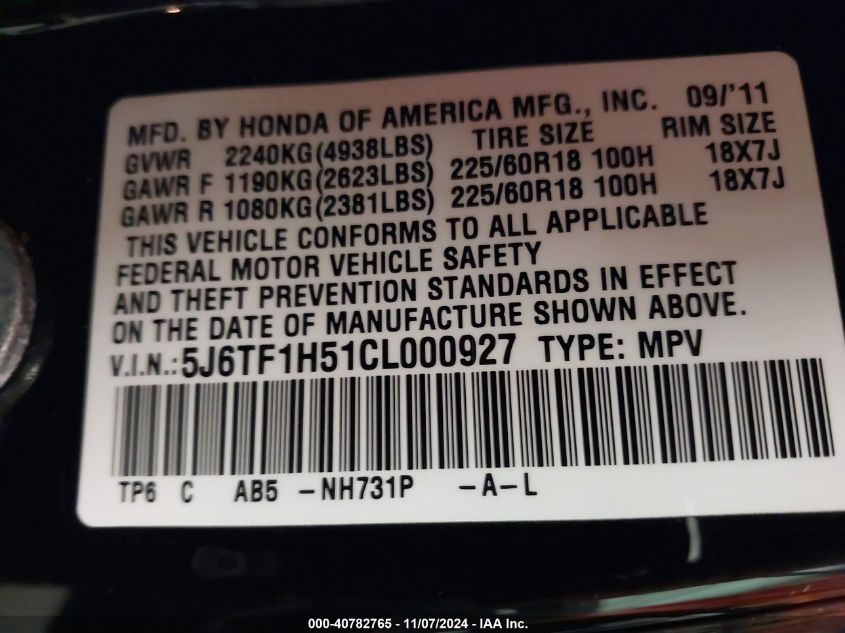 MFD. BY HONDA OF AMERICA MFG., INC. 09/'11
GVWR 2240KG(4938LBS) TIRE SIZE RIM SIZE
GAWR F 1190KG(2623LBS) 225/60R18 100H 18X7J
GAWR R 1080KG(2381LBS) 225/60R18 100H 18X7J
THIS VEHICLE CONFORMS TO ALL APPLICABLE
FEDERAL MOTOR VEHICLE SAFETY
AND THEFT PREVENTION STANDARDS IN EFFECT
ON THE DATE OF MANUFACTURE SHOWN ABOVE.
V.I.N.:5J6TF1H51CL000927 TYPE: MPV
TP6 C AB5 -NH731P -A-L
000-40782765 - 11/07/2024 - IAA Inc.